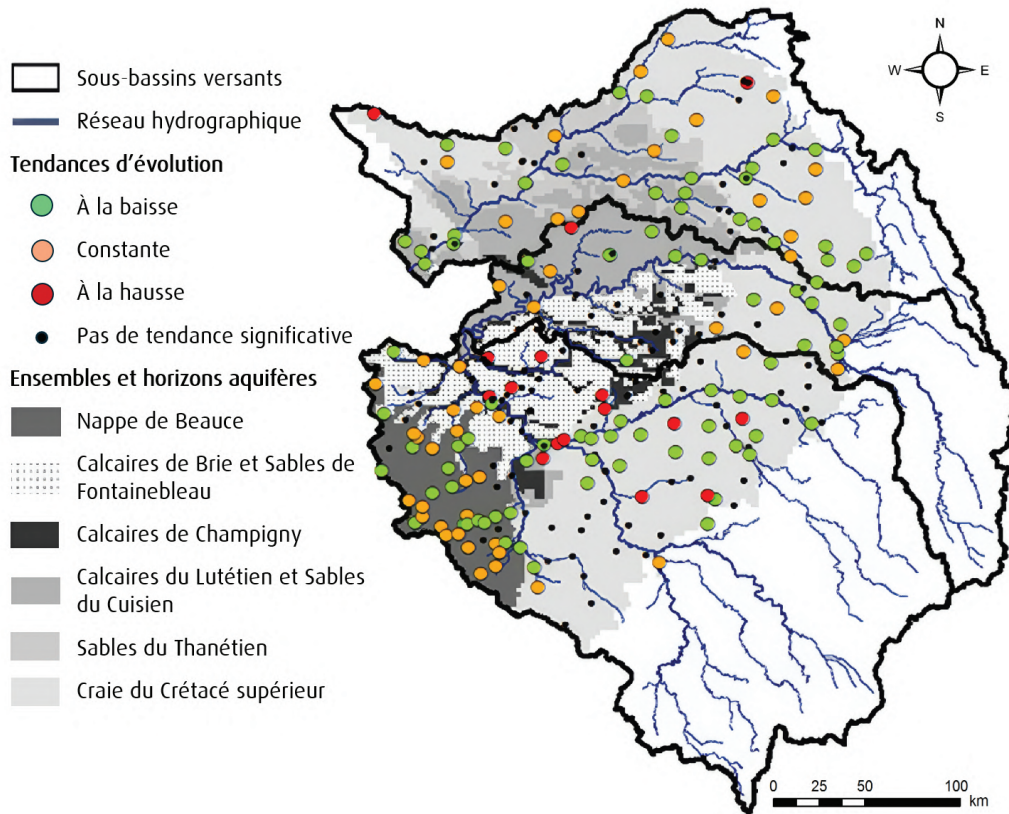 Sous-bassins versants
Réseau hydrographique
Tendances d'évolution
À la baisse
Constante
À la hausse
Pas de tendance significative
Ensembles et horizons aquifères
Nappe de Beauce
Calcaires de Brie et Sables de
Fontainebleau
Calcaires de Champigny
Calcaires du Lutétien et Sables
du Cuisien
Sables du Thanétien
Craie du Crétacé supérieur
N
W
E
S
0 25 50 100
km